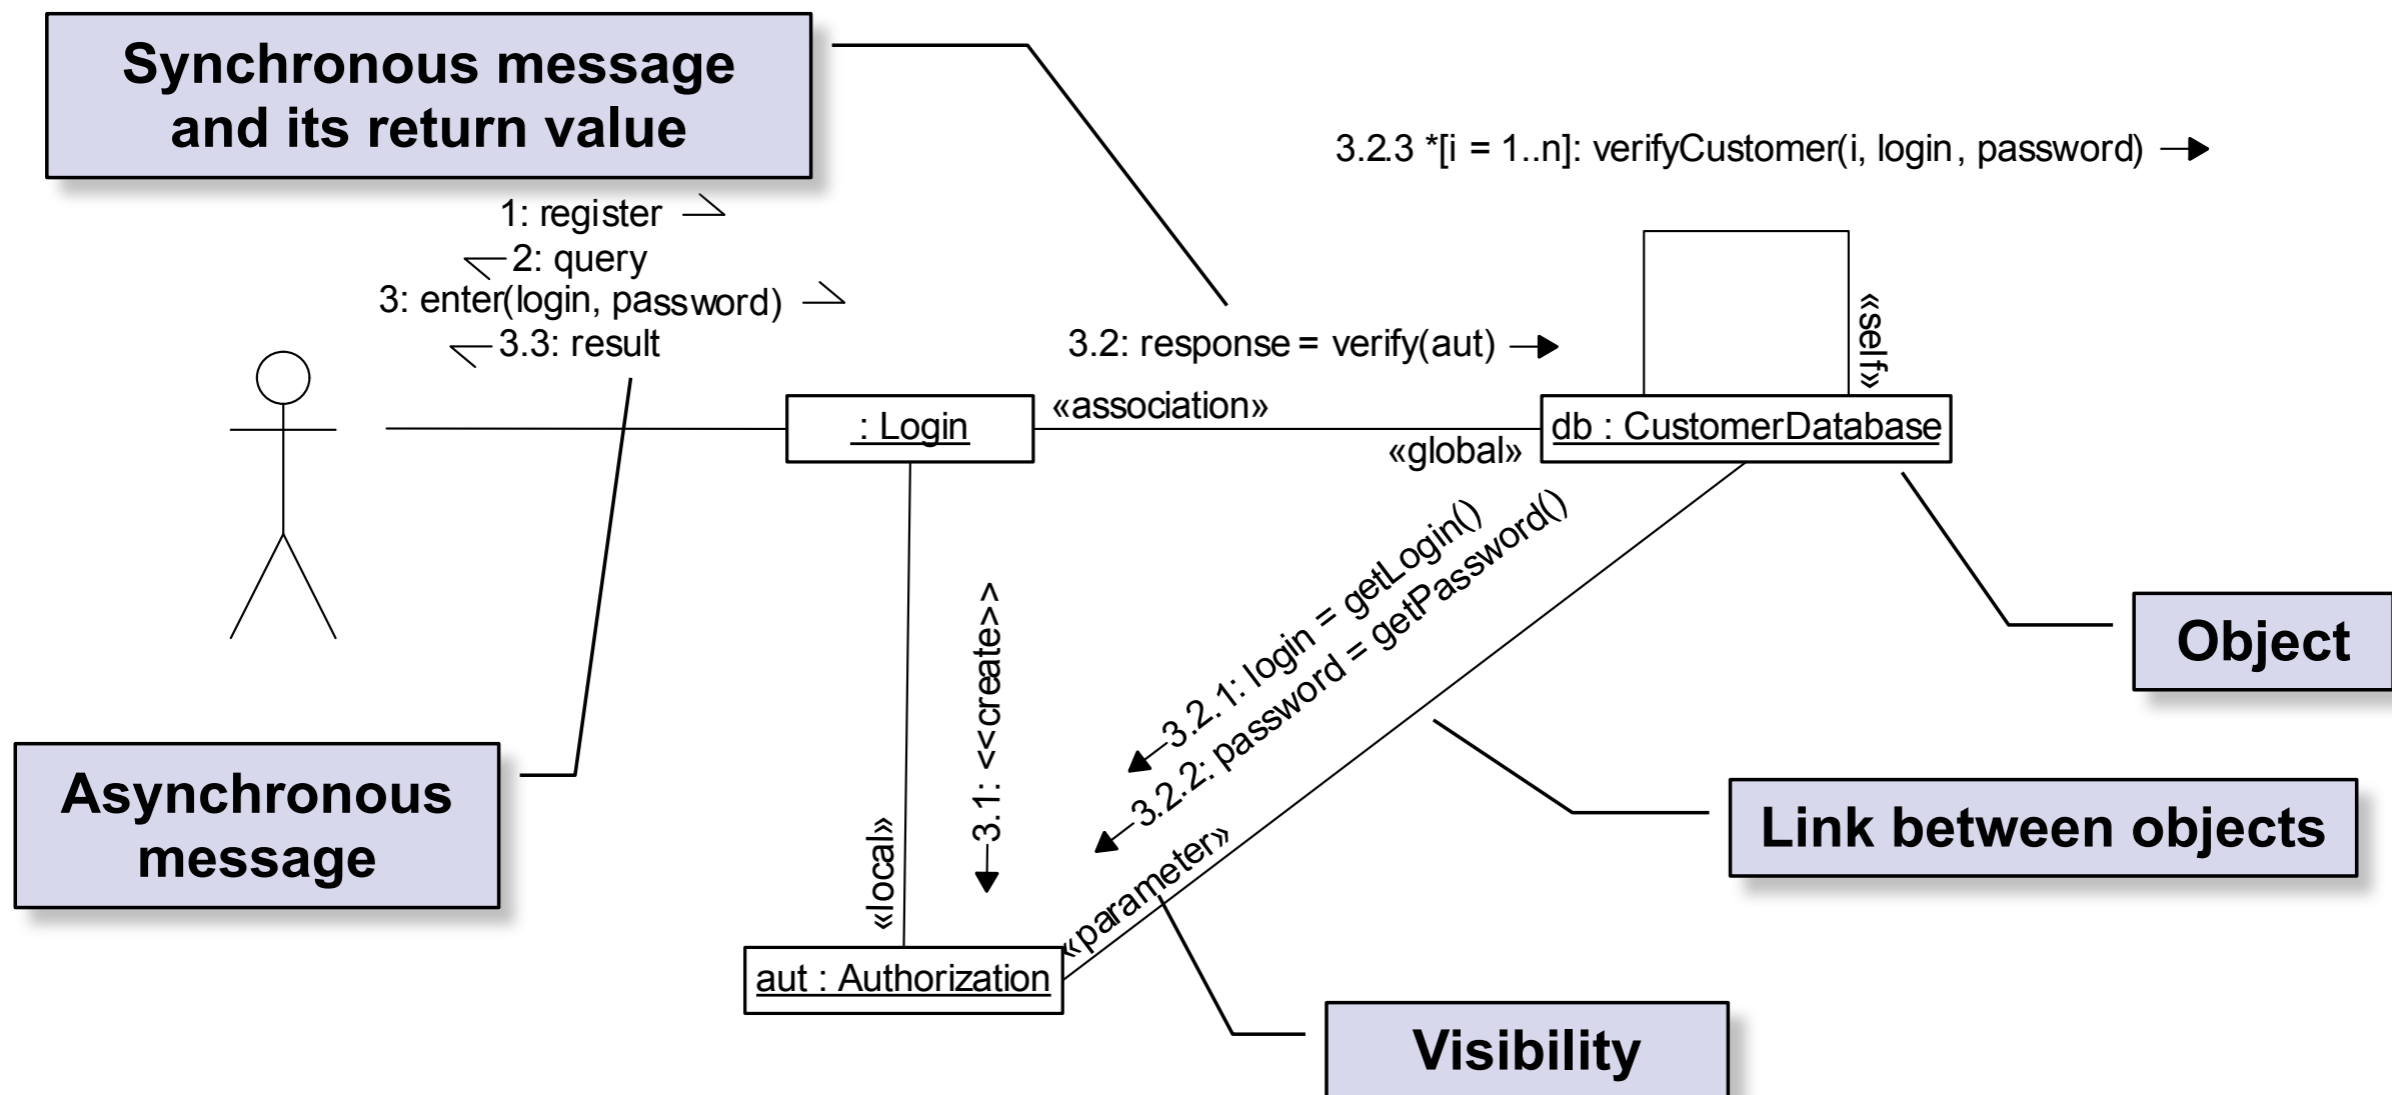 Synchronous message
and its return value
3.2.3 *[i = 1..n]: verifyCustomer(i, login, password)
1: register
2: query
3: enter(login, password)
3.3: result
3.2: response = verify(aut)
«self»
«association»
: Login
db : CustomerDatabase
«global»
3.2.1: login = getLogin()
3.2.2: password = getPassword()
3.1: <<create>>
Object
Asynchronous
message
Link between objects
«local»
«parameter»
aut : Authorization
Visibility